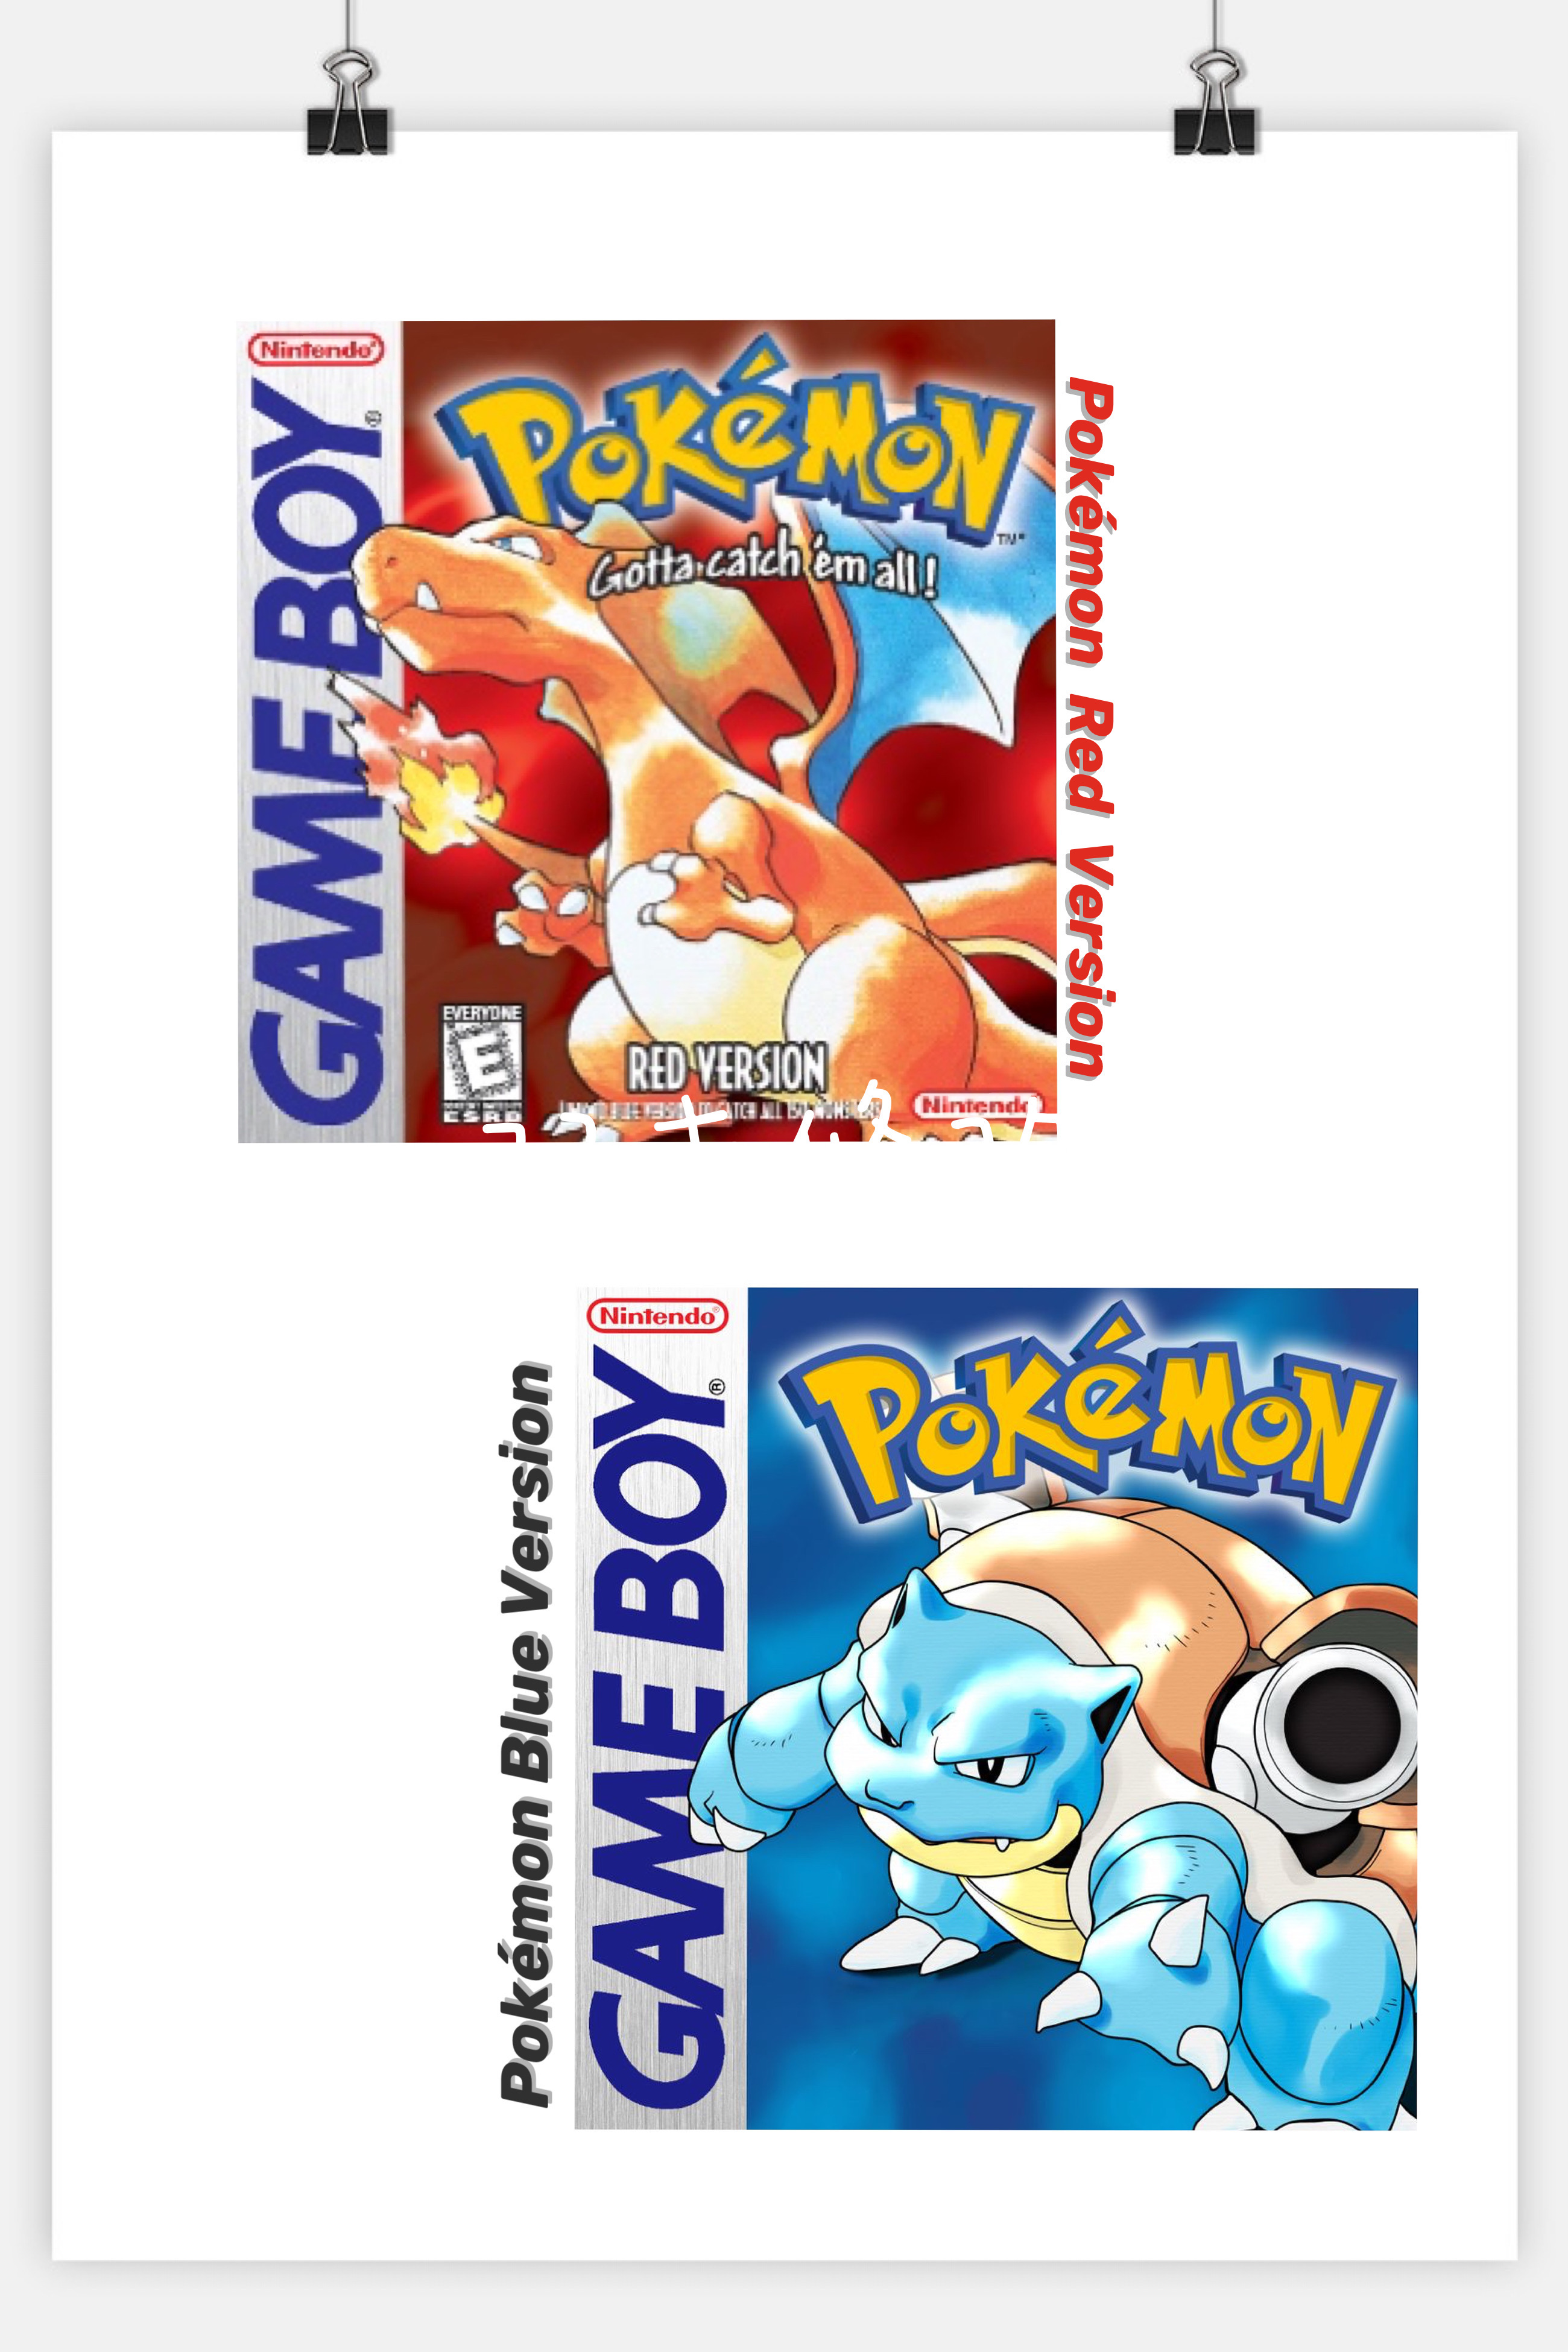 Nintendo®
GAME BOY®
POKéMON
TM
Gotta catch 'em all!
EVERYONE
E
ESRB
RED VERSION
Nintendo
Pokémon Red Version
Nintendo®
GAME BOY®
POKéMON
Pokémon Blue Version